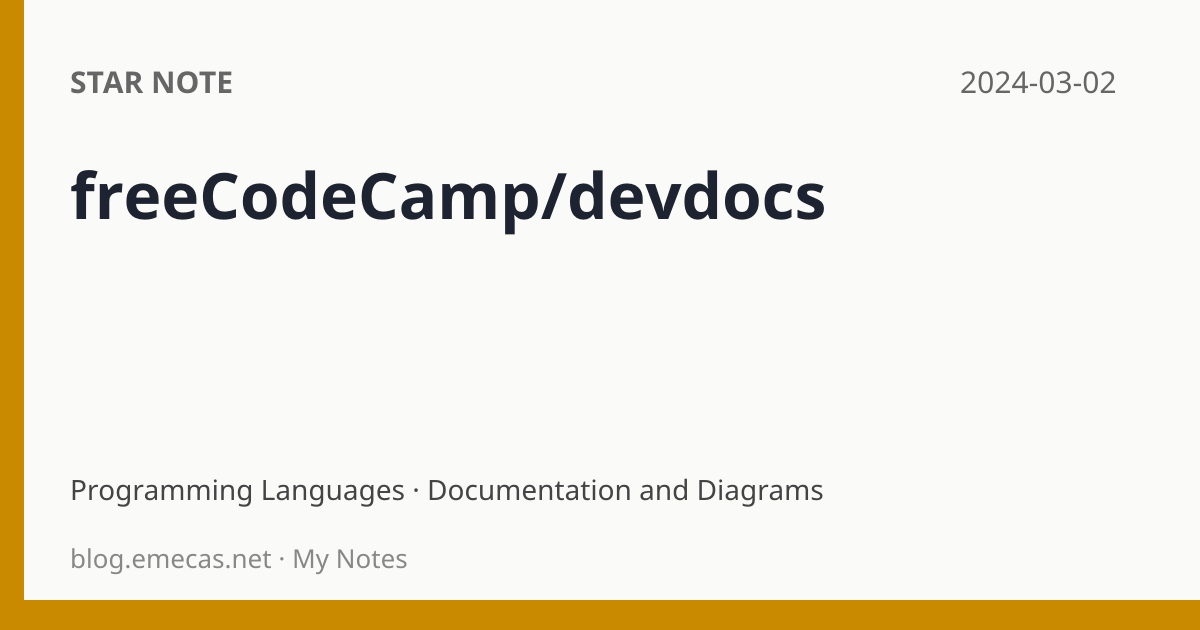 STAR NOTE 2024-03-02
freeCodeCamp/devdocs
Programming Languages · Documentation and Diagrams
blog.emecas.net · My Notes